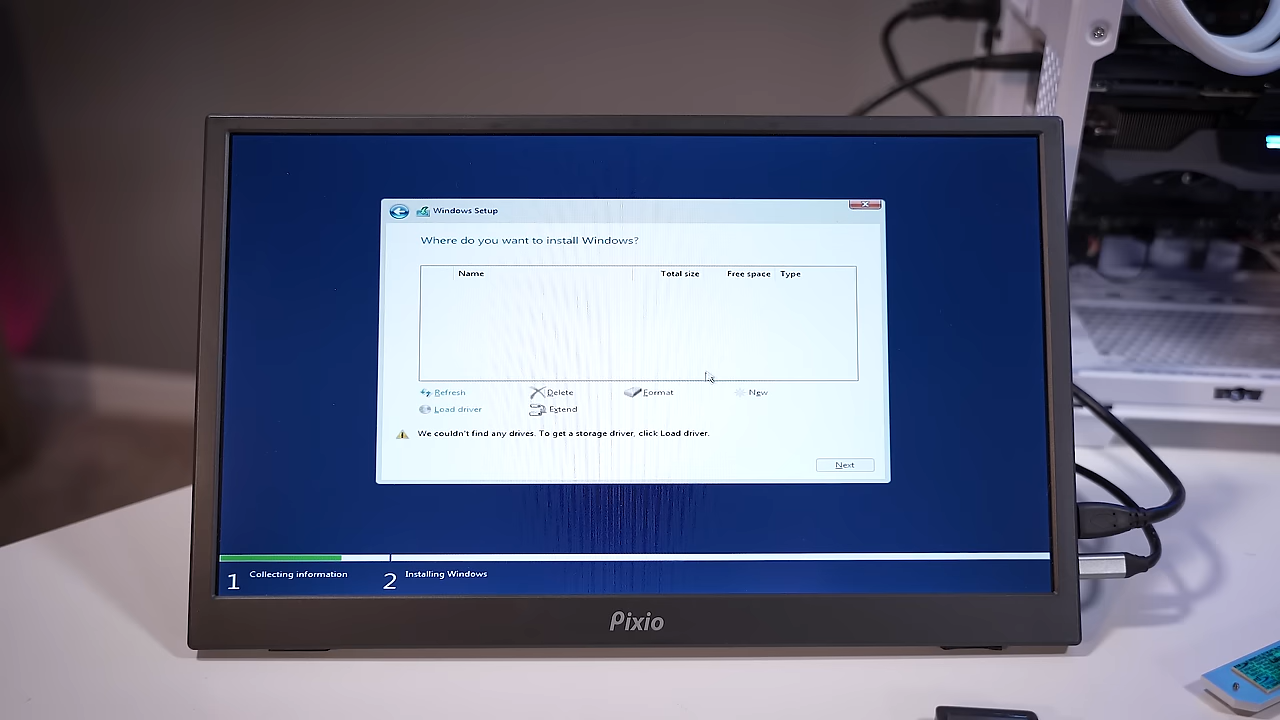 Windows Setup
Where do you want to install Windows?
Name Total size Free space Type
Refresh Delete Format New
Load driver Extend
We couldn't find any drives. To get a storage driver, click Load driver.
Next
1 Collecting information 2 Installing Windows
Pixio